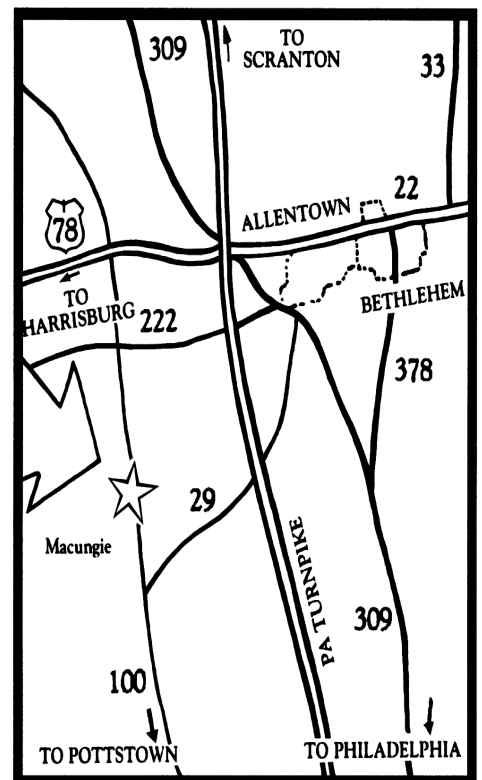 309
TO
SCRANTON
33
22
ALLENTOWN
78
TO
HARRISBURG
222
BETHLEHEM
378
29
Macungie
PA TURNPIKE
309
100
TO POTTSTOWN
TO PHILADELPHIA